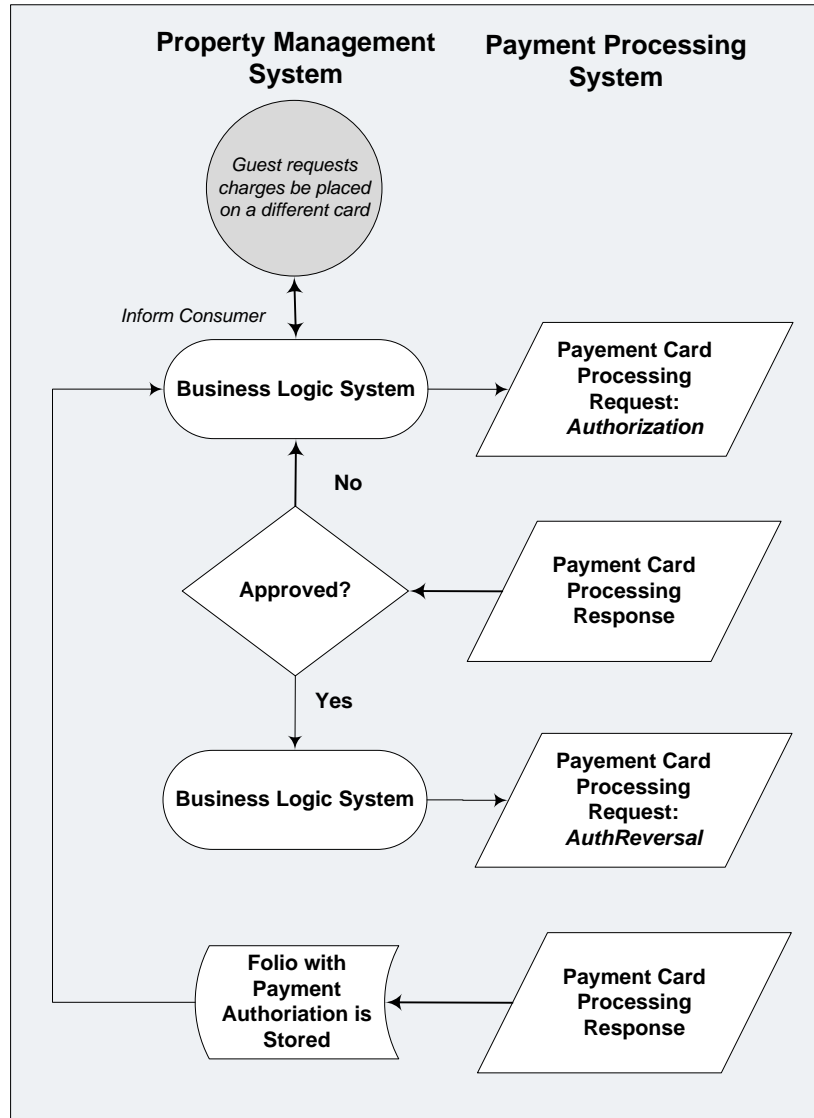 Property Management
System
Payment Processing
System
Guest requests
charges be placed
on a different card
Inform Consumer
Business Logic System
Payement Card
Processing
Request:
Authorization
No
Approved?
Payment Card
Processing
Response
Yes
Business Logic System
Payement Card
Processing
Request:
AuthReversal
Folio with
Payment
Authoriation is
Stored
Payment Card
Processing
Response